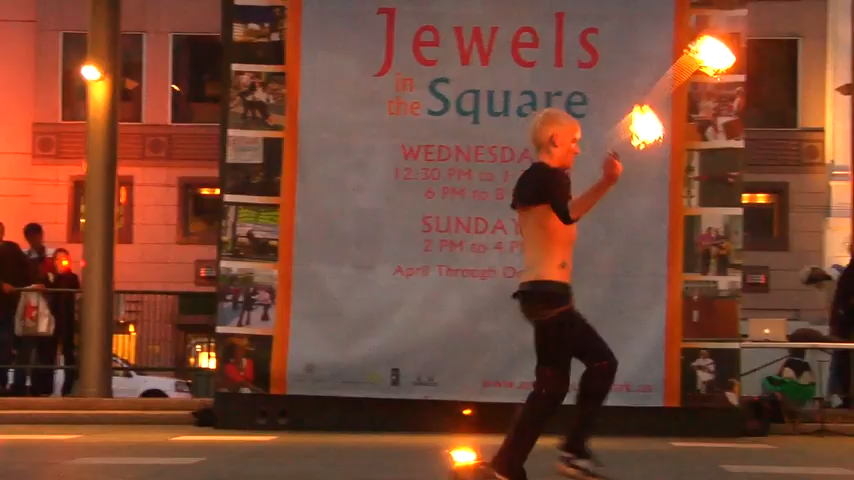 Jewels
in
the Square
WEDNESDA
12:30 PM to 1
6 PM to 8
SUNDAY
2 PM to 4 P
April Through O